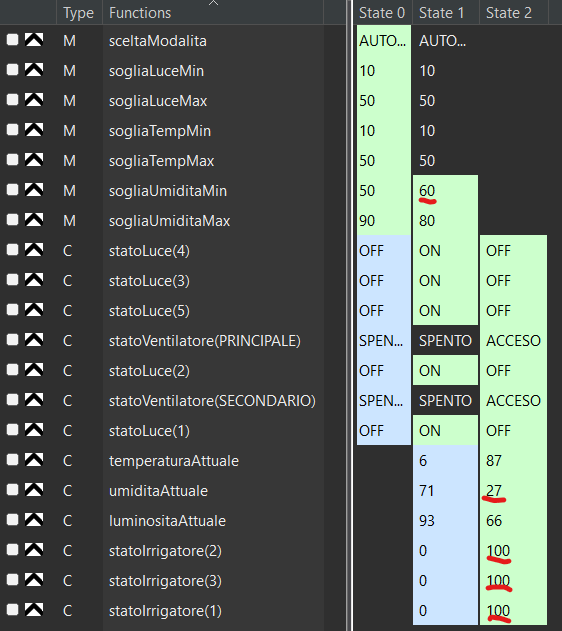 Type Functions State 0 State 1 State 2
M sceltaModalita AUTO... AUTO...
M sogliaLuceMin 10 10
M sogliaLuceMax 50 50
M sogliaTempMin 10 10
M sogliaTempMax 50 50
M sogliaUmiditaMin 50 60
M sogliaUmiditaMax 90 80
C statoLuce(4) OFF ON OFF
C statoLuce(3) OFF ON OFF
C statoLuce(5) OFF ON OFF
C statoVentilatore(PRINCIPALE) SPEN... SPENTO ACCESO
C statoLuce(2) OFF ON OFF
C statoVentilatore(SECONDARIO) SPEN... SPENTO ACCESO
C statoLuce(1) OFF ON OFF
C temperaturaAttuale 6 87
C umiditaAttuale 71 27
C luminositaAttuale 93 66
C statoIrrigatore(2) 0 100
C statoIrrigatore(3) 0 100
C statoIrrigatore(1) 0 100